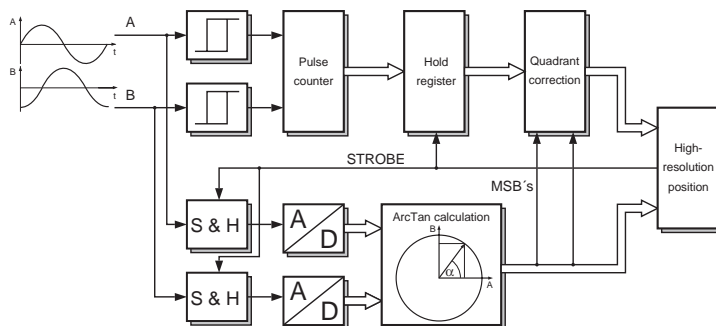 A
t
B
t
A
B
Pulse
counter
Hold
register
Quadrant
correction
High-
resolution
position
STROBE
MSB´s
S & H
A
D
ArcTan calculation
B
α
A
S & H
A
D